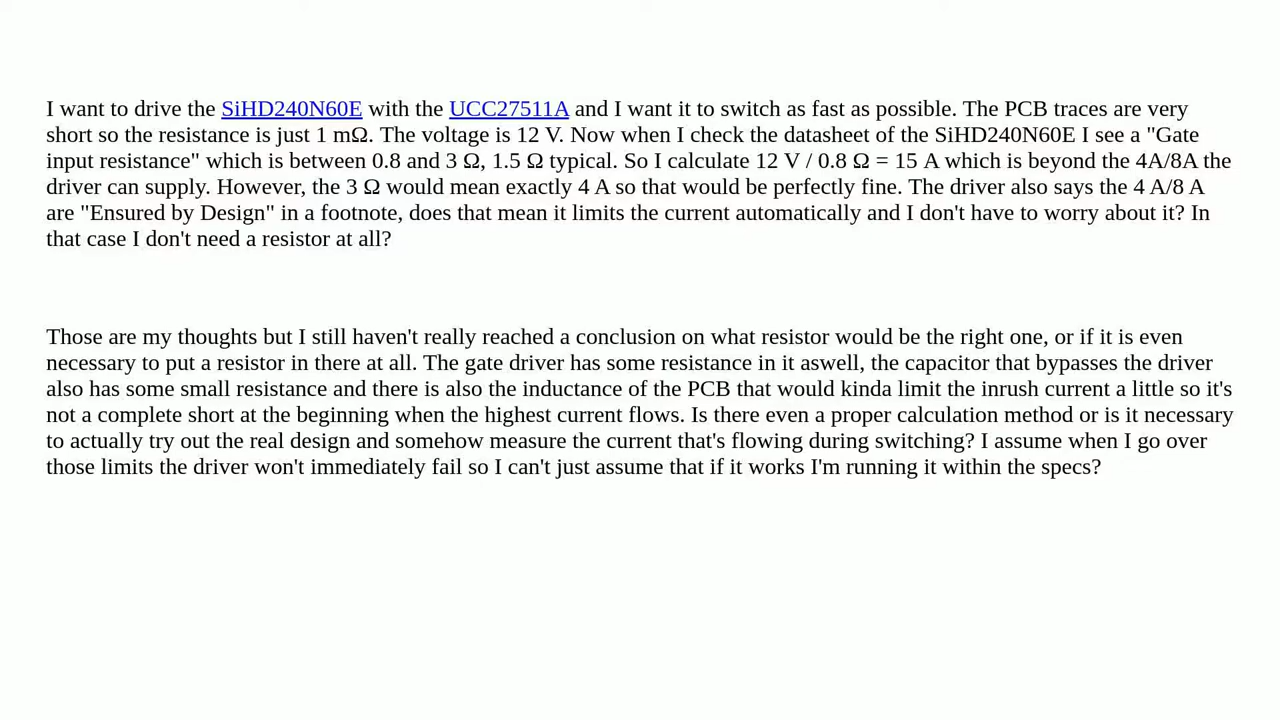 I want to drive the SiHD240N60E with the UCC27511A and I want it to switch as fast as possible. The PCB traces are very
short so the resistance is just 1 mΩ. The voltage is 12 V. Now when I check the datasheet of the SiHD240N60E I see a "Gate
input resistance" which is between 0.8 and 3 Ω, 1.5 Ω typical. So I calculate 12 V / 0.8 Ω = 15 A which is beyond the 4A/8A the
driver can supply. However, the 3 Ω would mean exactly 4 A so that would be perfectly fine. The driver also says the 4 A/8 A
are "Ensured by Design" in a footnote, does that mean it limits the current automatically and I don't have to worry about it? In
that case I don't need a resistor at all?
Those are my thoughts but I still haven't really reached a conclusion on what resistor would be the right one, or if it is even
necessary to put a resistor in there at all. The gate driver has some resistance in it aswell, the capacitor that bypasses the driver
also has some small resistance and there is also the inductance of the PCB that would kinda limit the inrush current a little so it's
not a complete short at the beginning when the highest current flows. Is there even a proper calculation method or is it necessary
to actually try out the real design and somehow measure the current that's flowing during switching? I assume when I go over
those limits the driver won't immediately fail so I can't just assume that if it works I'm running it within the specs?